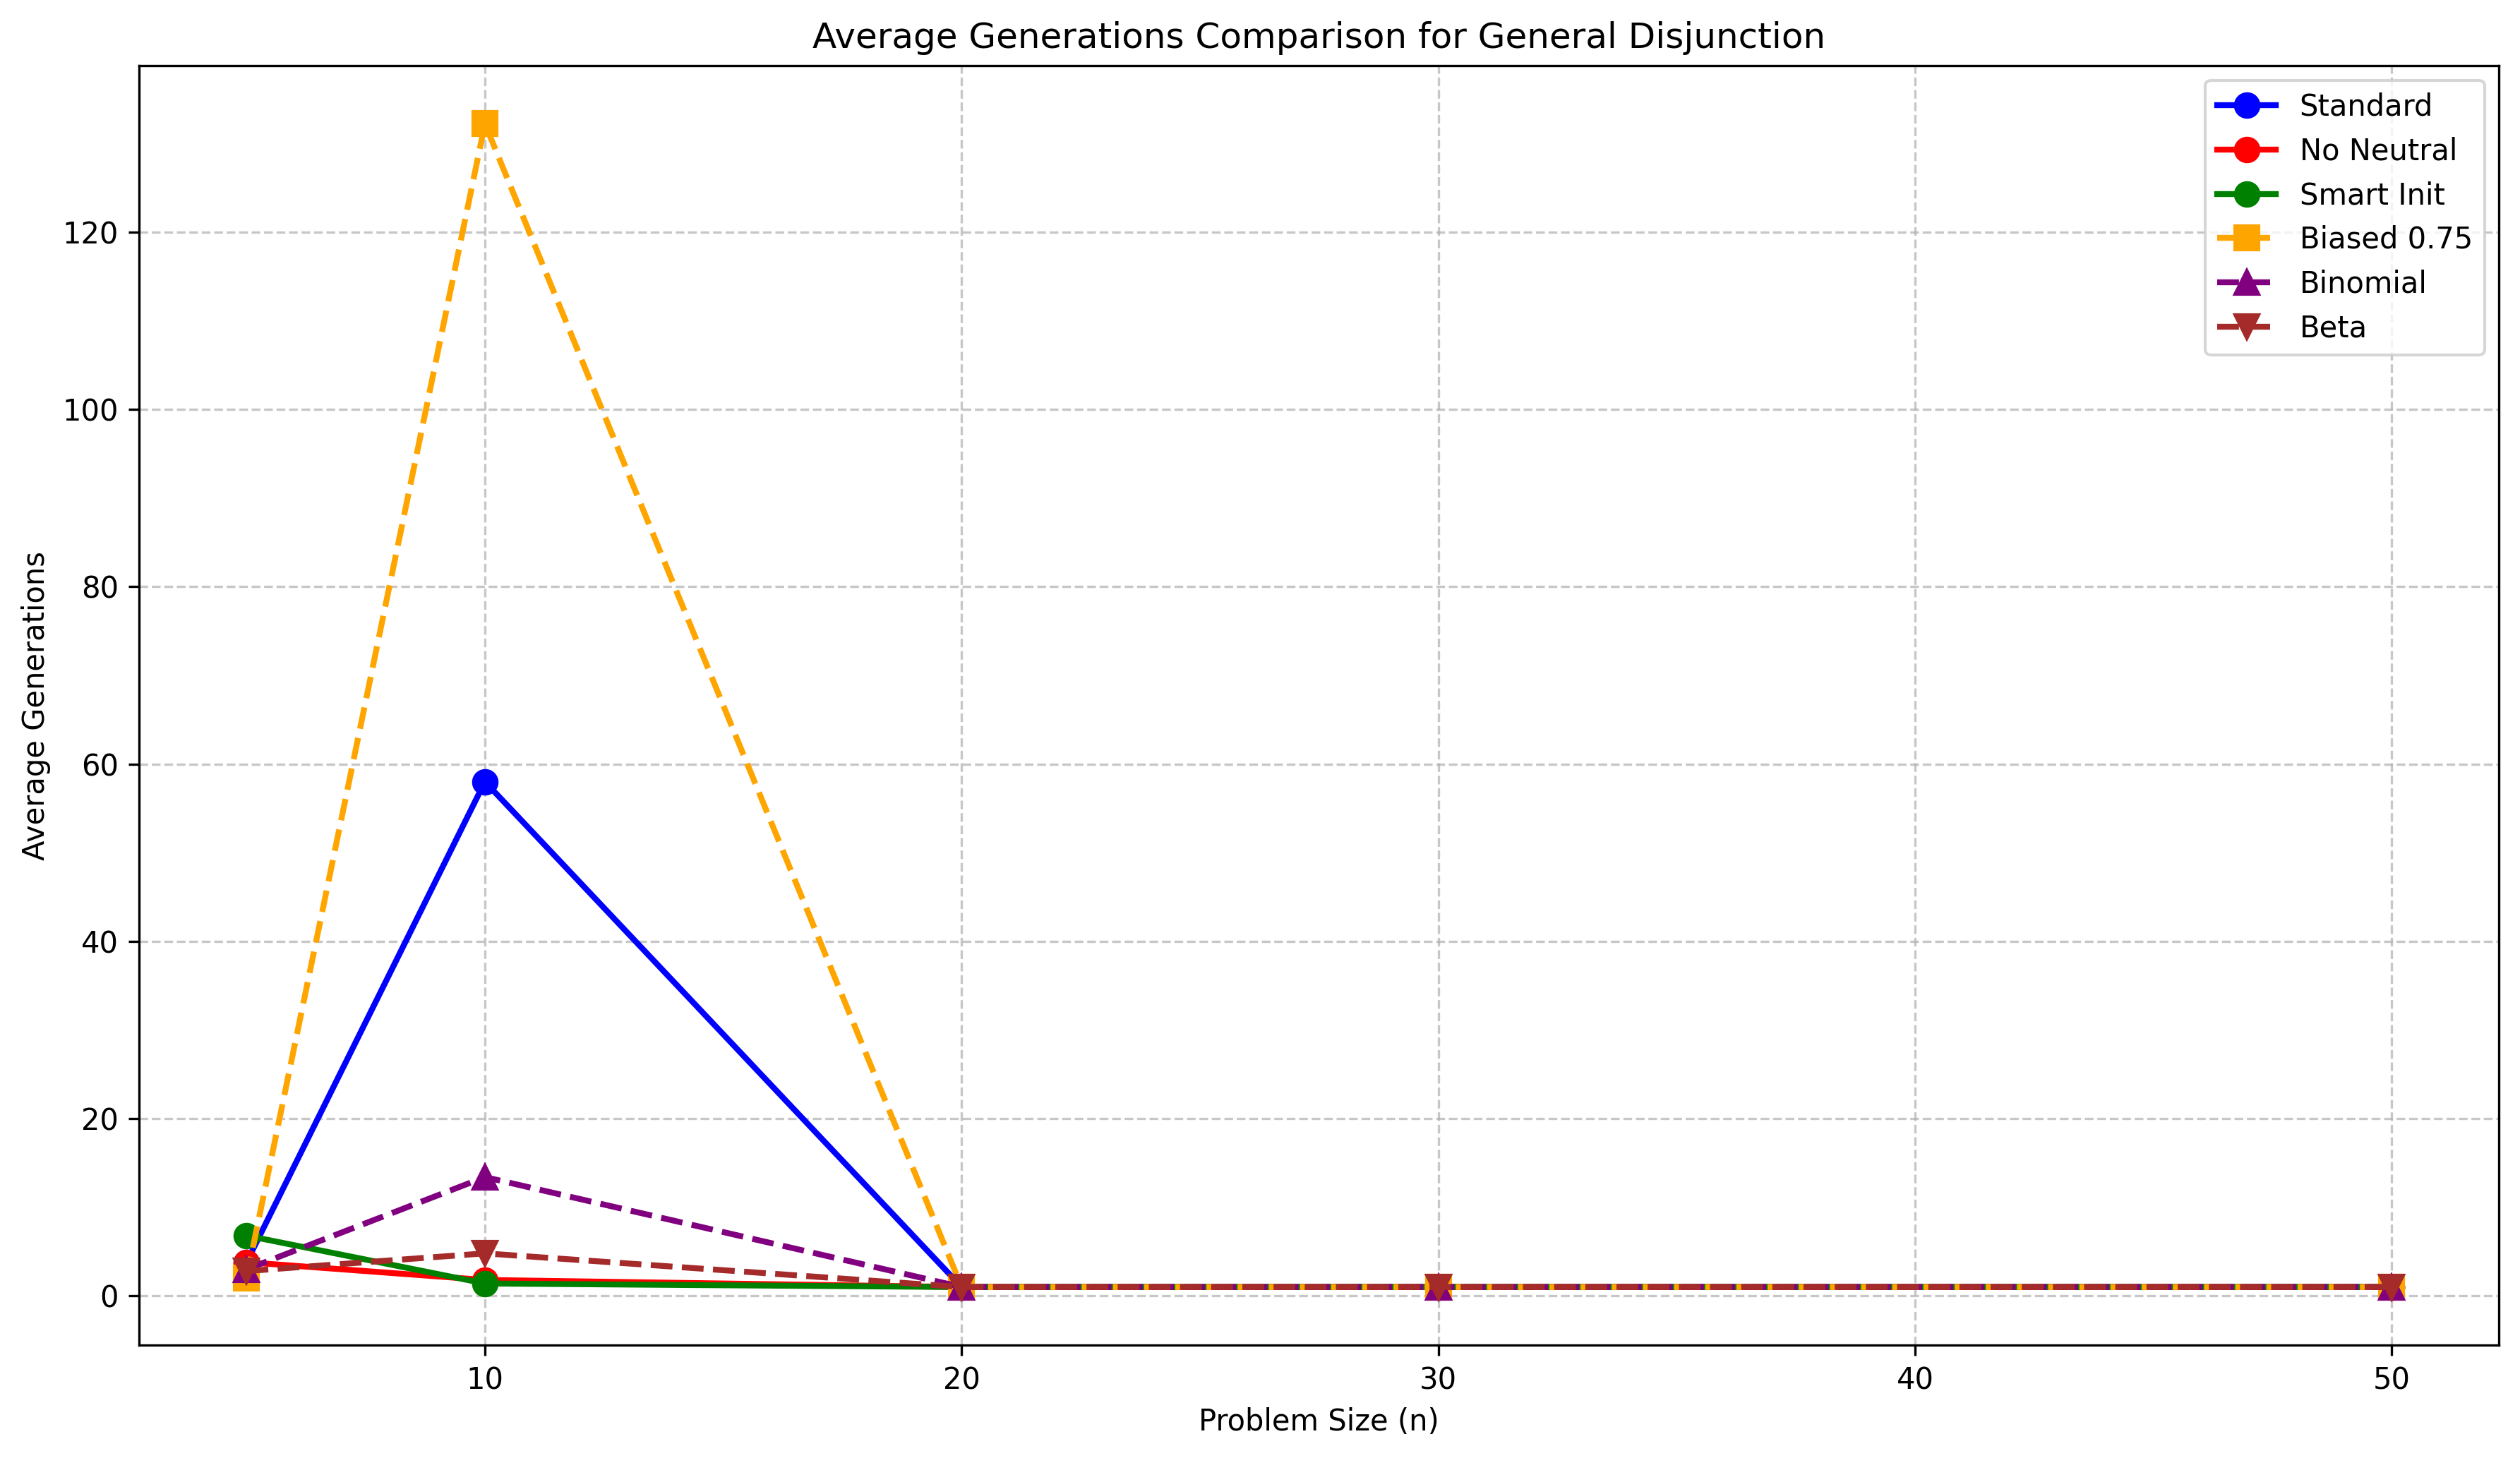 Average Generations Comparison for General Disjunction
Standard
No Neutral
Smart Init
Biased 0.75
Binomial
Beta
Average Generations
120
100
80
60
40
20
0
10
20
30
40
50
Problem Size (n)